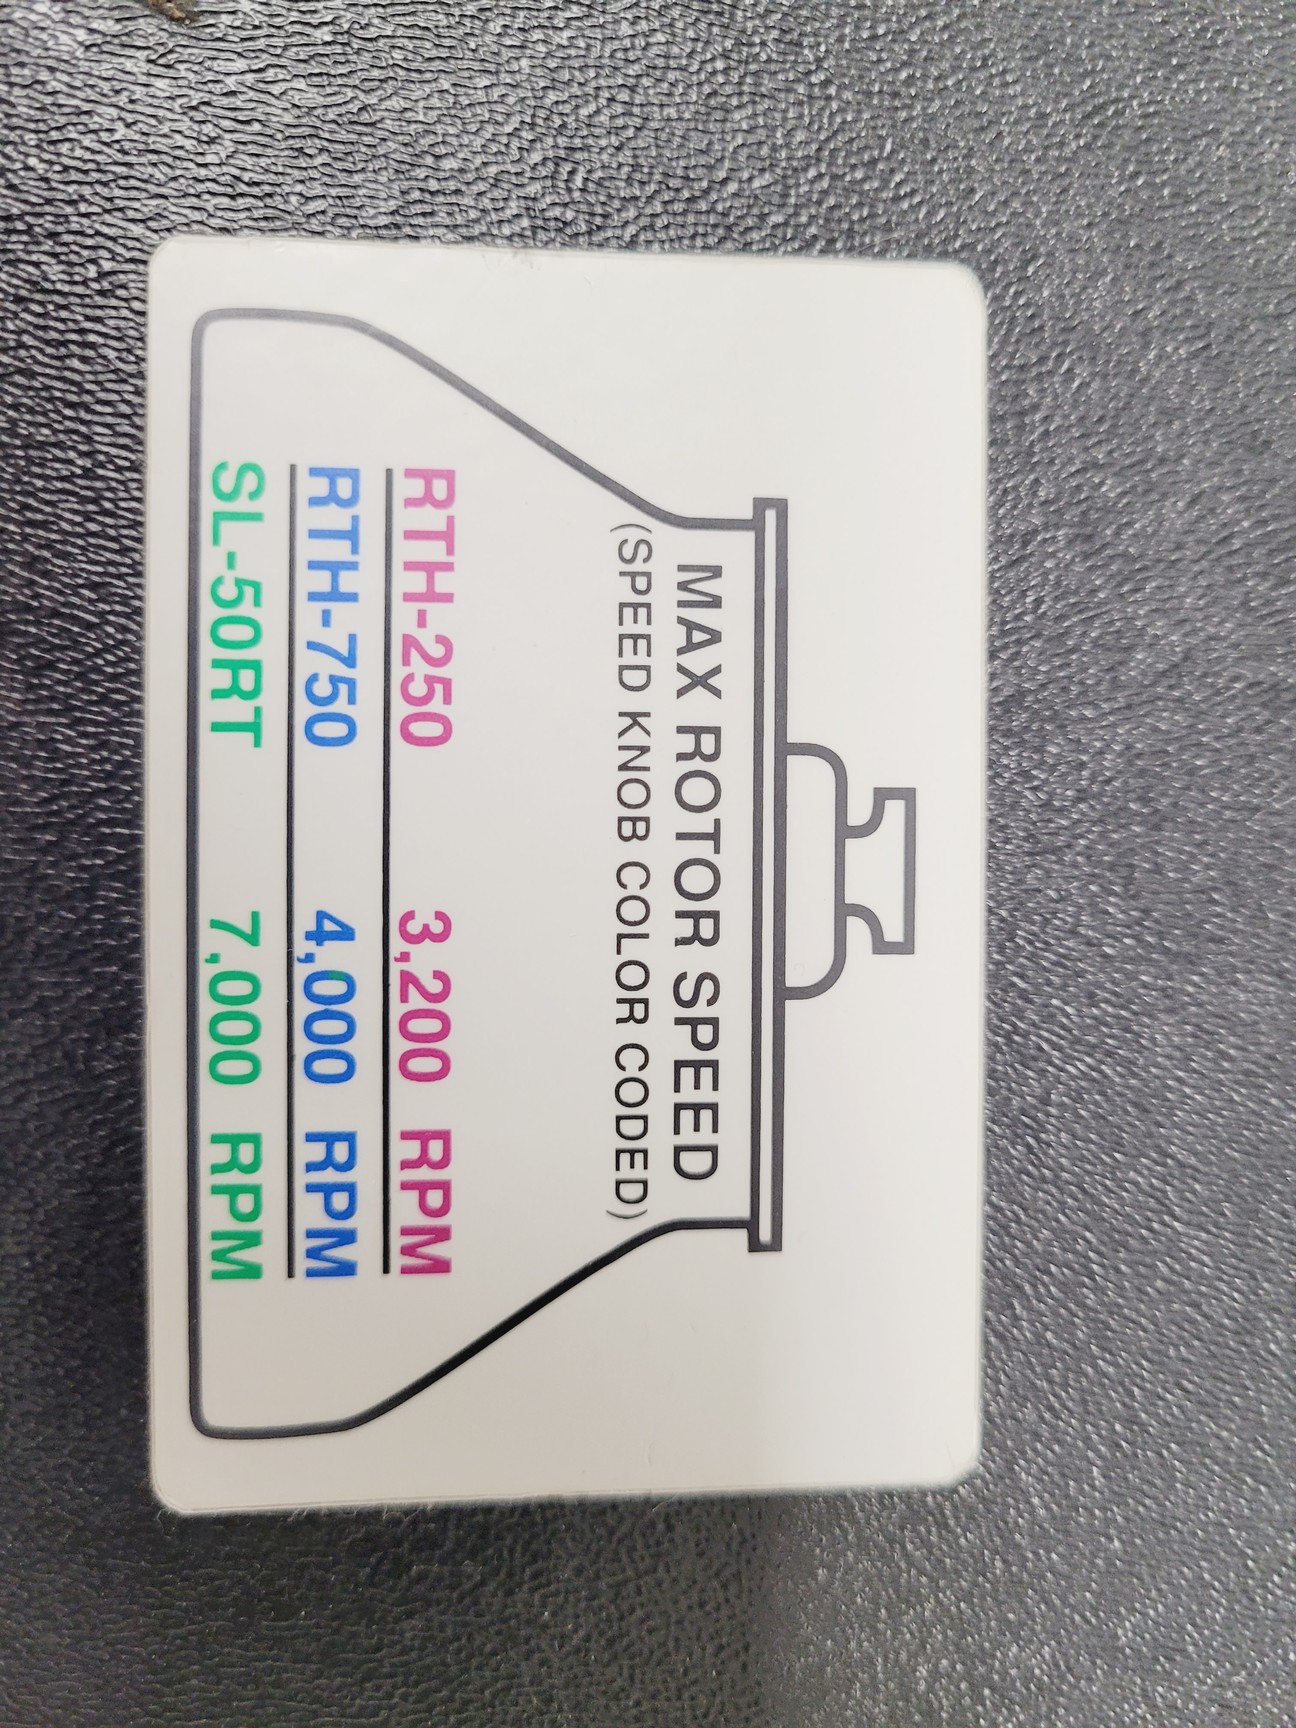 MAX ROTOR SPEED
(SPEED KNOB COLOR CODED)
RTH-250 3,200 RPM
RTH-750 4,000 RPM
SL-50RT 7,000 RPM